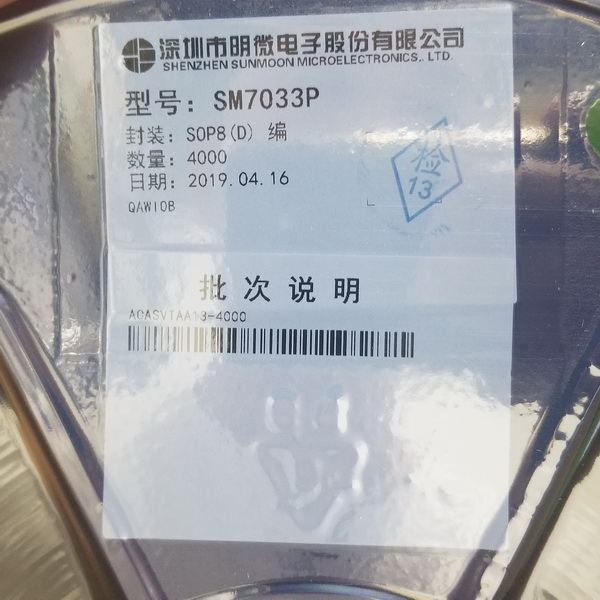 深圳市明微电子股份有限公司
SHENZHEN SUNMOON MICROELECTRONICS., LTD.
型号: SM7033P
封装: SOP8(D) 编
数量: 4000
日期: 2019.04.16
QAW10B
检
13
批次说明
ACASVTAA13-4000